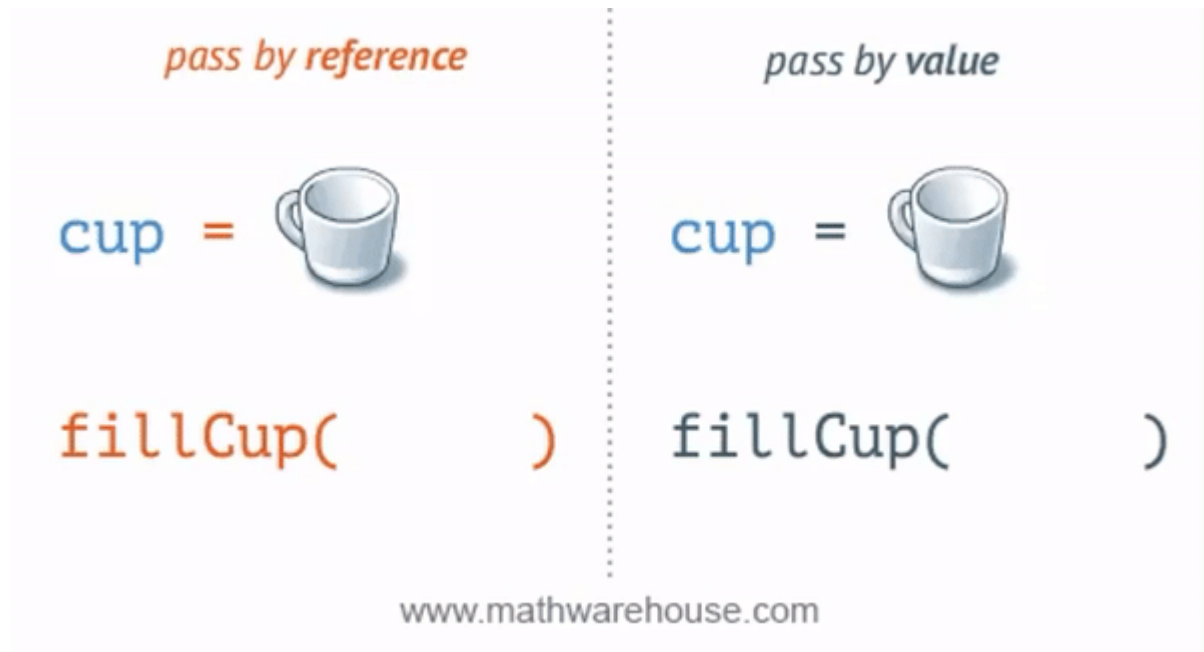 pass by reference
cup =
fillCup( )
pass by value
cup =
fillCup( )
www.mathwarehouse.com